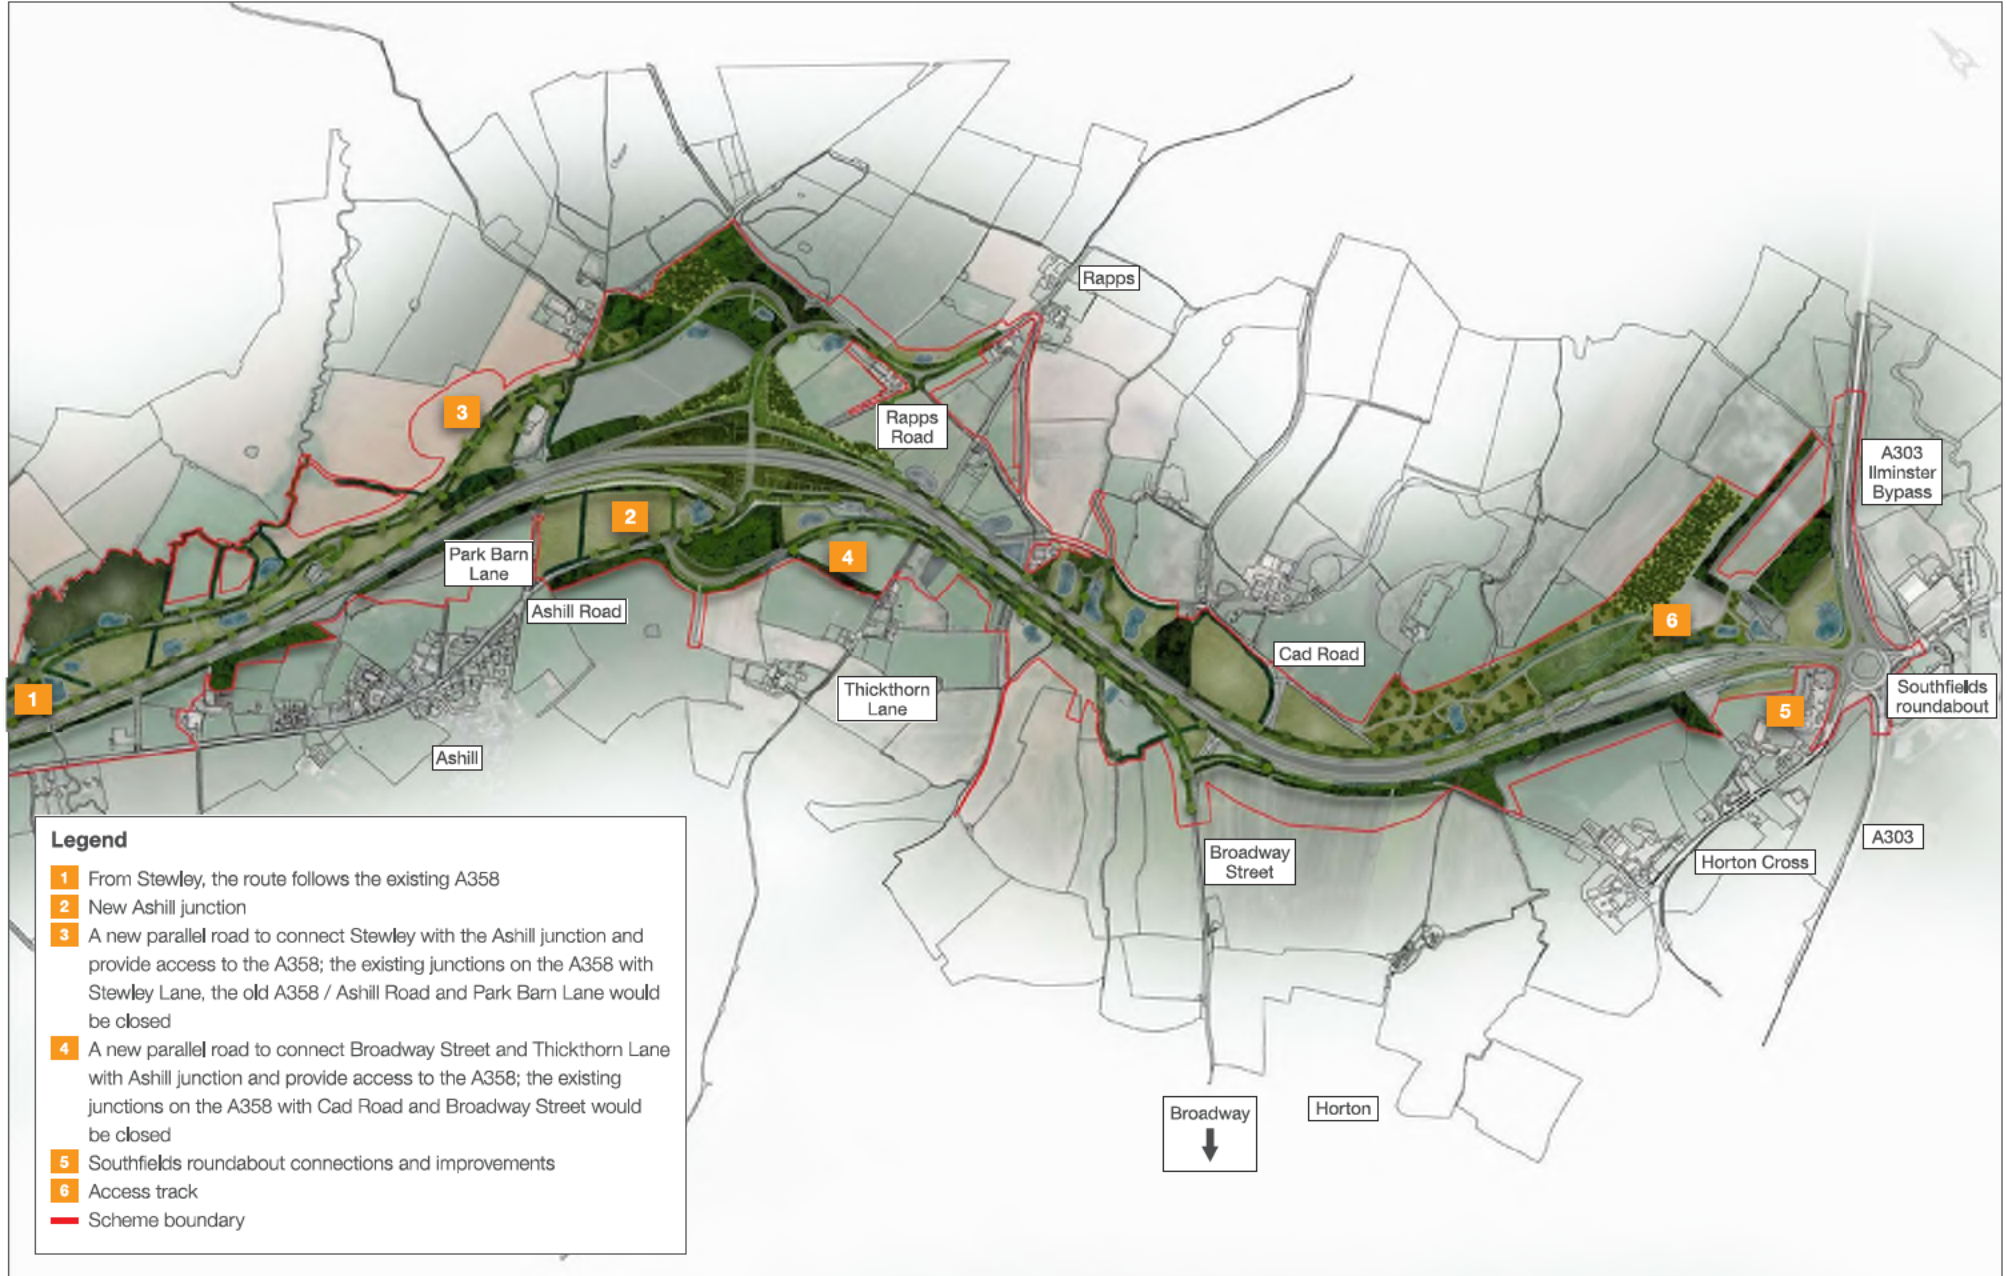 Rapps
3
Rapps
Road
A303
Ilminster
Bypass
2
Park Barn
Lane
4
Ashill Road
6
Cad Road
1
Thickthorn
Lane
Southfields
roundabout
5
Ashill
A303
Broadway
Street
Horton Cross
Broadway
Horton
Legend
1 From Stewley, the route follows the existing A358
2 New Ashill junction
3 A new parallel road to connect Stewley with the Ashill junction and
provide access to the A358; the existing junctions on the A358 with
Stewley Lane, the old A358 / Ashill Road and Park Barn Lane would
be closed
4 A new parallel road to connect Broadway Street and Thickthorn Lane
with Ashill junction and provide access to the A358; the existing
junctions on the A358 with Cad Road and Broadway Street would
be closed
5 Southfields roundabout connections and improvements
6 Access track
Scheme boundary